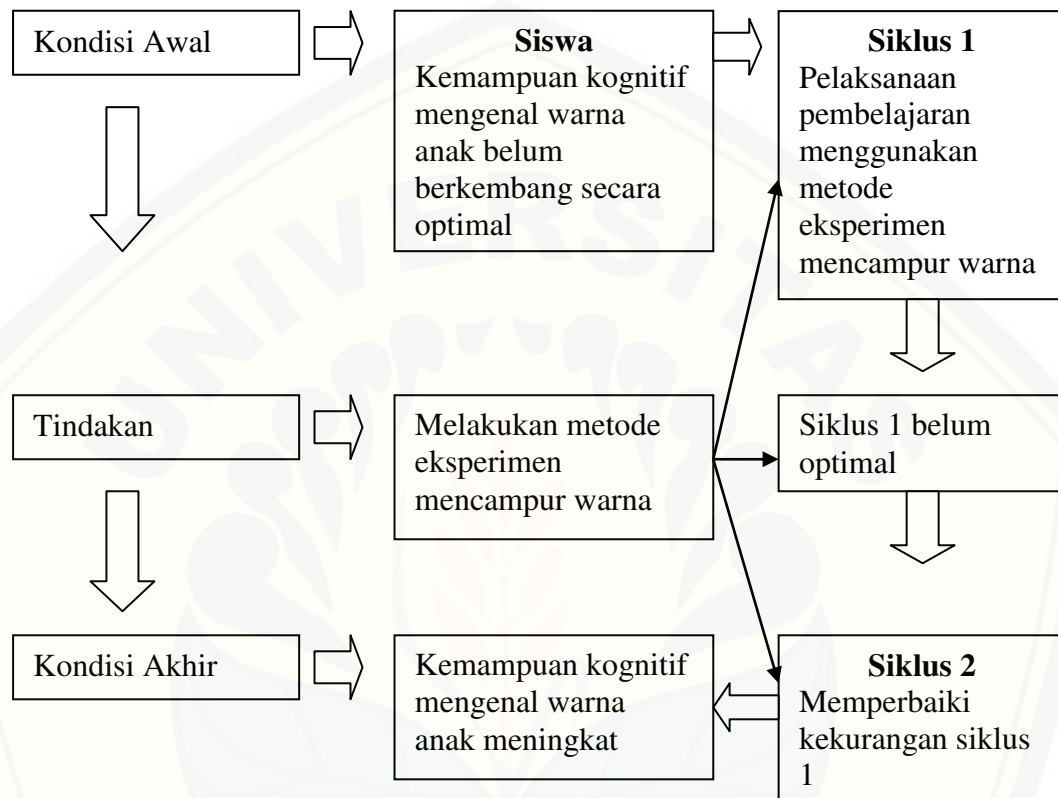 Kondisi Awal
Siswa
Kemampuan kognitif
mengenal warna
anak belum
berkembang secara
optimal
Siklus 1
Pelaksanaan
pembelajaran
menggunakan
metode
eksperimen
mencampur warna
UNIVERSITAS
Tindakan
Melakukan metode
eksperimen
mencampur warna
Siklus 1 belum
optimal
Kondisi Akhir
Kemampuan kognitif
mengenal warna
anak meningkat
Siklus 2
Memperbaiki
kekurangan siklus
1